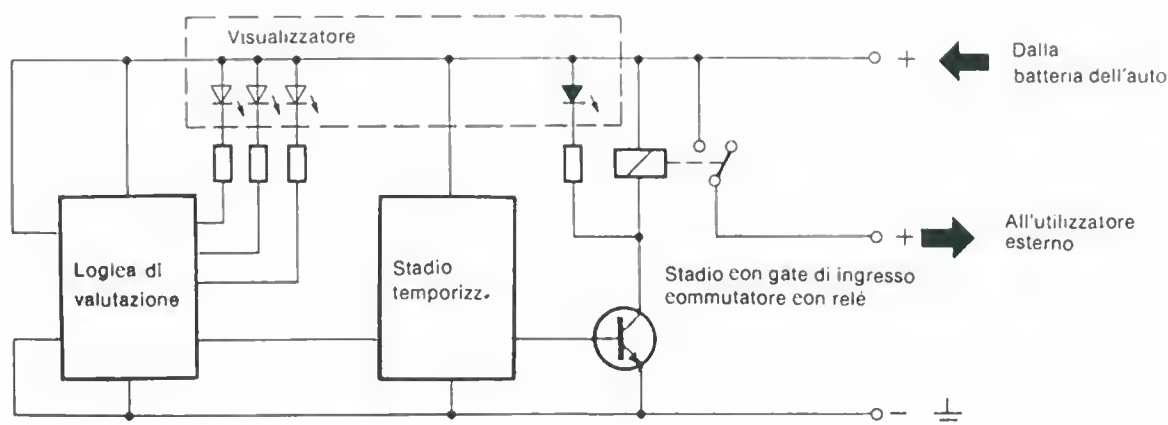 Visualizzatore
+
Dalla
batteria dell'auto
+
All'utilizzatore
esterno
Logica di
valutazione
Stadio
temporizz.
Stadio con gate di ingresso
commutatore con relé
-